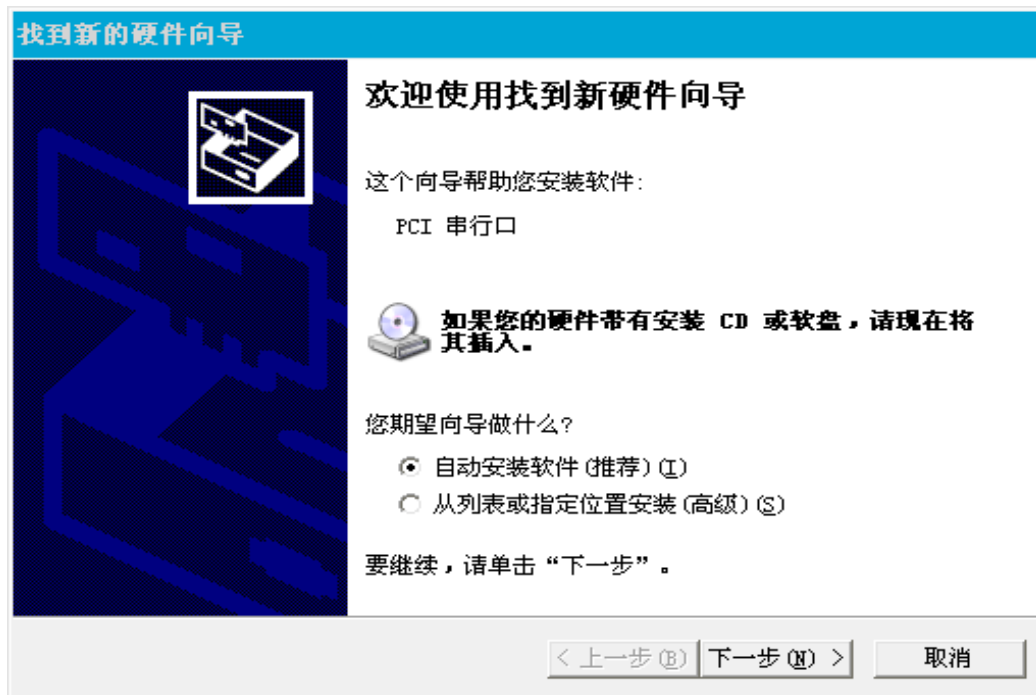 找到新的硬件向导
欢迎使用找到新硬件向导
这个向导帮助您安装软件:
PCI 串行口
如果您的硬件带有安装 CD 或软盘，请现在将
其插入。
您期望向导做什么?
自动安装软件(推荐)(I)
从列表或指定位置安装(高级)(S)
要继续，请单击“下一步”。
< 上一步(B) 下一步(N) > 取消